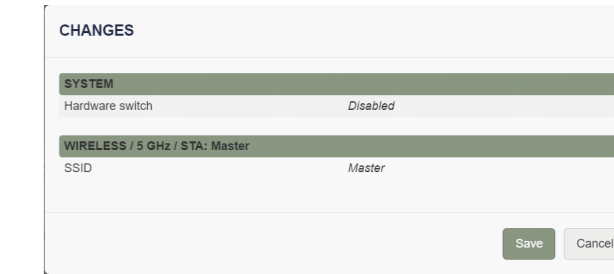 CHANGES
SYSTEM
Hardware switch Disabled
WIRELESS / 5 GHz / STA: Master
SSID Master
Save Cancel